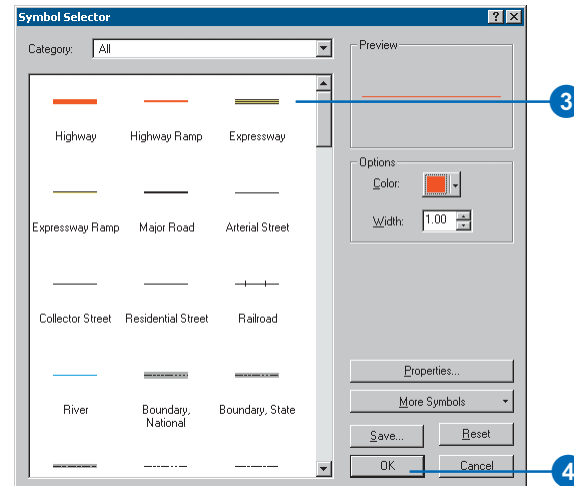 Symbol Selector
Category: All
Preview
3
Highway Highway Ramp Expressway
Options
Color:
Width: 1.00
Expressway Ramp Major Road Arterial Street
Collector Street Residential Street Railroad
River Boundary, National Boundary, State
Properties...
More Symbols
Save... Reset
OK Cancel
4